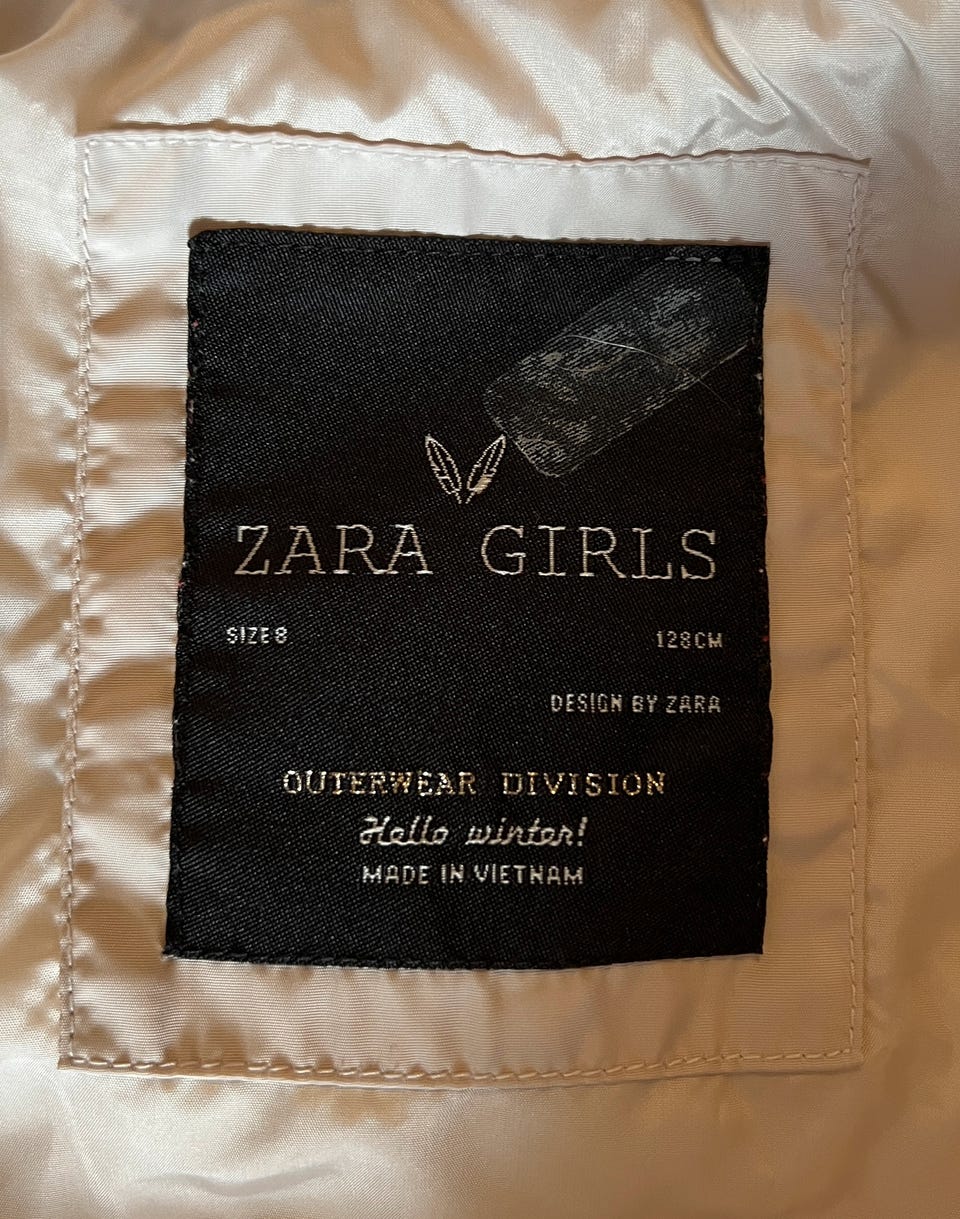 ZARA GIRLS
SIZE 8 128CM
DESIGN BY ZARA
OUTERWEAR DIVISION
Hello winter!
MADE IN VIETNAM